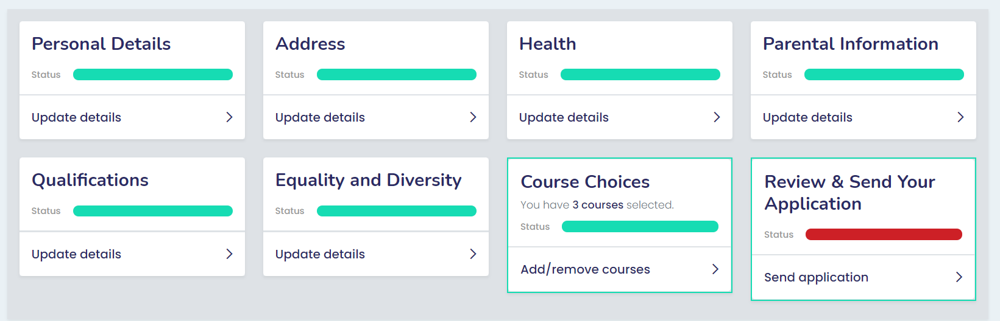 Personal Details
Status
Update details
Address
Status
Update details
Health
Status
Update details
Parental Information
Status
Update details
Qualifications
Status
Update details
Equality and Diversity
Status
Update details
Course Choices
You have 3 courses selected.
Status
Add/remove courses
Review & Send Your
Application
Status
Send application